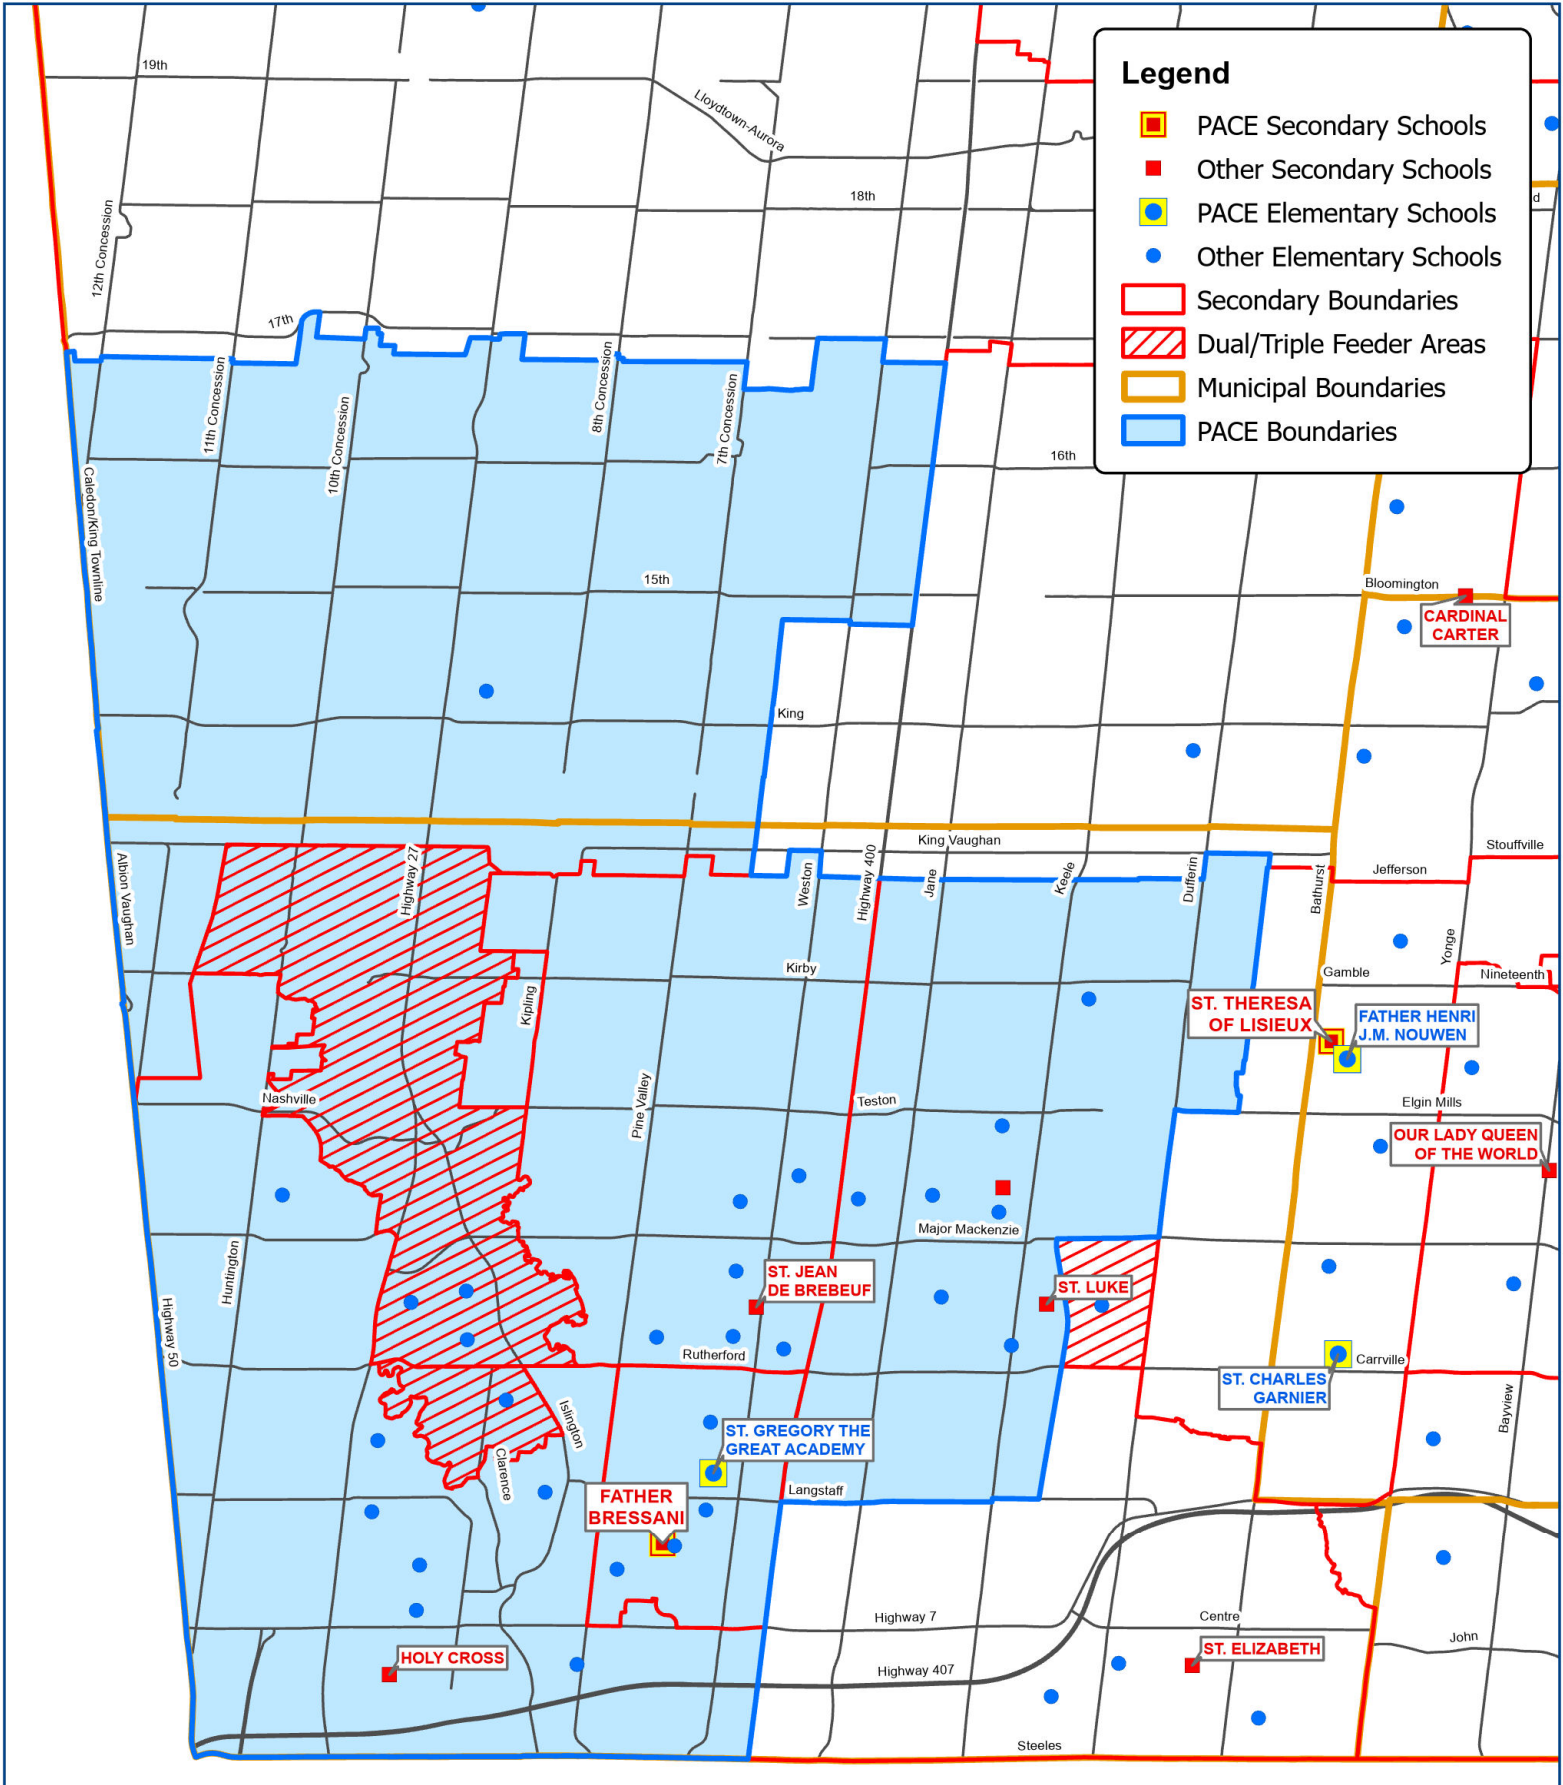 19th
Lloydtown-Aurora
18th
d
12th Concession
17th
Legend
PACE Secondary Schools
Other Secondary Schools
PACE Elementary Schools
Other Elementary Schools
Secondary Boundaries
Dual/Triple Feeder Areas
Municipal Boundaries
PACE Boundaries
11th Concession
10th Concession
8th Concession
7th Concession
16th
Caledon/King Townline
15th
Bloomington
CARDINAL
CARTER
King
King Vaughan
Stouffville
Jefferson
Albion Vaughan
Highway 27
Weston
Highway 400
Jane
Keele
Dufferin
Bathurst
Yonge
Kirby
Gamble
Nineteenth
Kipling
ST. THERESA
OF LISIEUX
FATHER HENRI
J.M. NOUWEN
Nashville
Pine Valley
Teston
Elgin Mills
OUR LADY QUEEN
OF THE WORLD
Major Mackenzie
Huntington
Highway 50
ST. JEAN
DE BREBEUF
ST. LUKE
Rutherford
Carrville
ST. CHARLES
GARNIER
Bayview
Islington
Clarence
ST. GREGORY THE
GREAT ACADEMY
Langstaff
FATHER
BRESSANI
Highway 7
Centre
John
HOLY CROSS
ST. ELIZABETH
Highway 407
Steeles